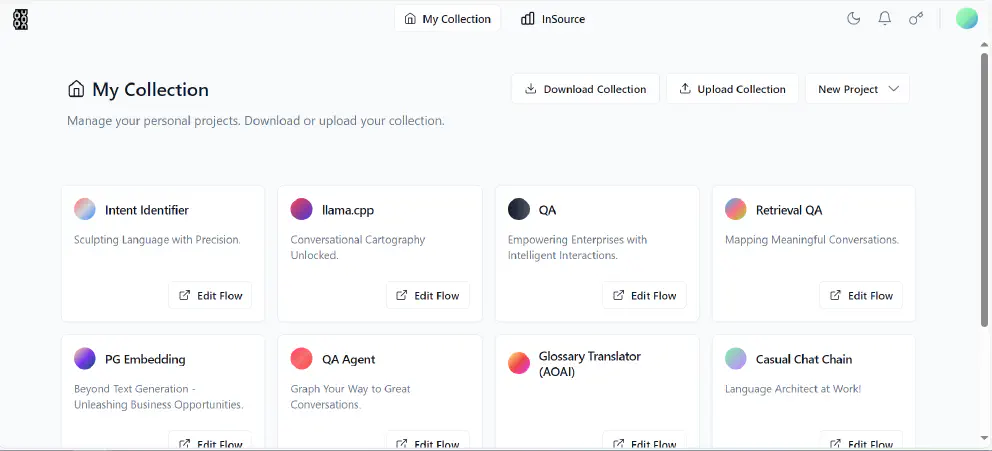 My Collection
InSource
My Collection
Download Collection
Upload Collection
New Project
Manage your personal projects. Download or upload your collection.
Intent Identifier
Sculpting Language with Precision.
Edit Flow
llama.cpp
Conversational Cartography
Unlocked.
Edit Flow
QA
Empowering Enterprises with
Intelligent Interactions.
Edit Flow
Retrieval QA
Mapping Meaningful Conversations.
Edit Flow
PG Embedding
Beyond Text Generation -
Unleashing Business Opportunities.
Edit Flow
QA Agent
Graph Your Way to Great
Conversations.
Edit Flow
Glossary Translator
(AOAI)
Edit Flow
Casual Chat Chain
Language Architect at Work!
Edit Flow